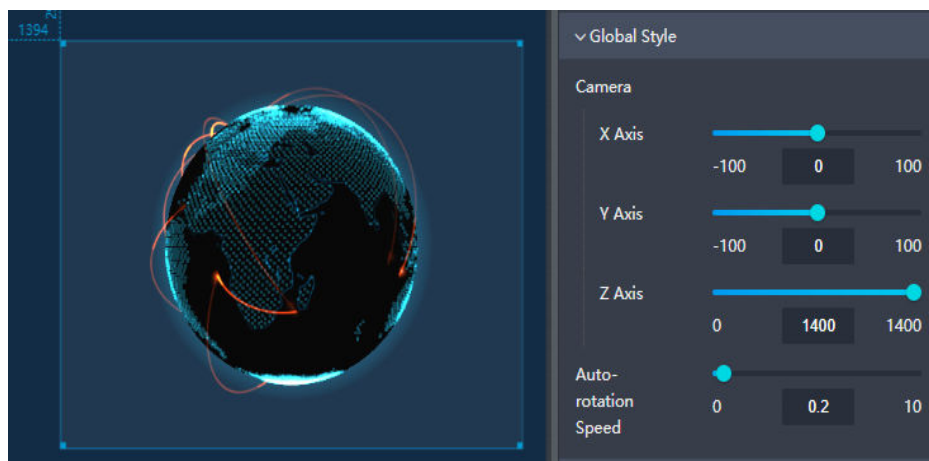 1394
Global Style
Camera
X Axis
-100 0 100
Y Axis
-100 0 100
Z Axis
0 1400 1400
Auto-
rotation
Speed
0 0.2 10